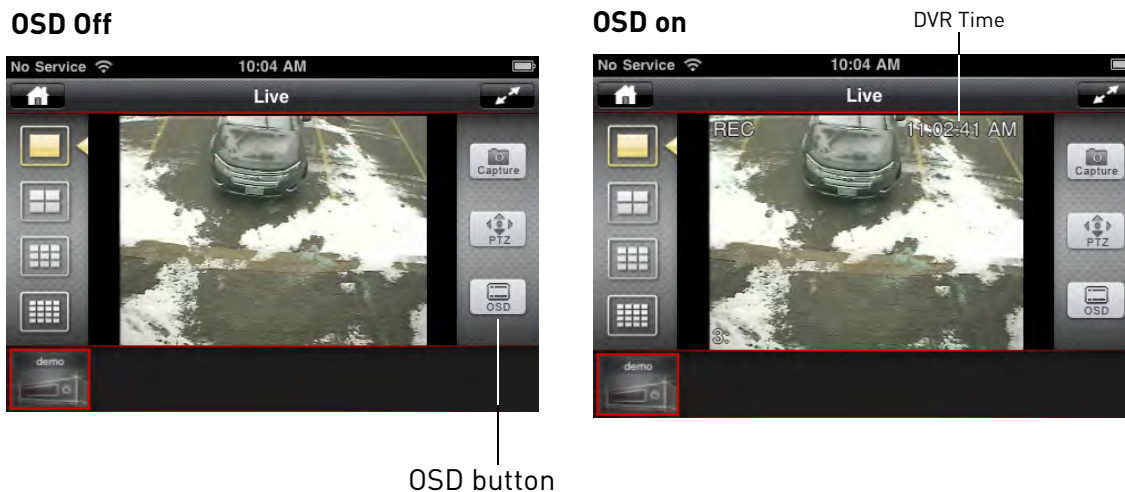 OSD Off
No Service 10:04 AM
Live
Capture
PTZ
OSD
demo
OSD button
OSD on
DVR Time
No Service 10:04 AM
Live
REC 11:02:41 AM
Capture
PTZ
OSD
3:
demo